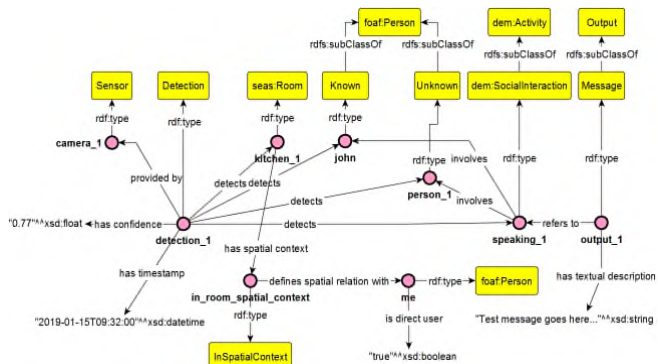 foaf:Person
dem:Activity
Output
rdfs:subClassOf
rdfs:subClassOf
rdfs:subClassOf
rdfs:subClassOf
Sensor
Detection
seas:Room
Known
Unknown
dem:SocialInteraction
Message
rdf:type
rdf:type
rdf:type
rdf:type
rdf:type
rdf:type
rdf:type
camera_1
kitchen_1
john
involves
provided by
detects
detects
detects
person_1
involves
"0.77"^^xsd:float
has confidence
detects
refers to
detection_1
speaking_1
output_1
has spatial context
has timestamp
has textual description
defines spatial relation with
rdf:type
foaf:Person
in_room_spatial_context
me
"2019-01-15T09:32:00"^^xsd:datetime
rdf:type
is direct user
"Test message goes here..."^^xsd:string
InSpatialContext
"true"^^xsd:boolean